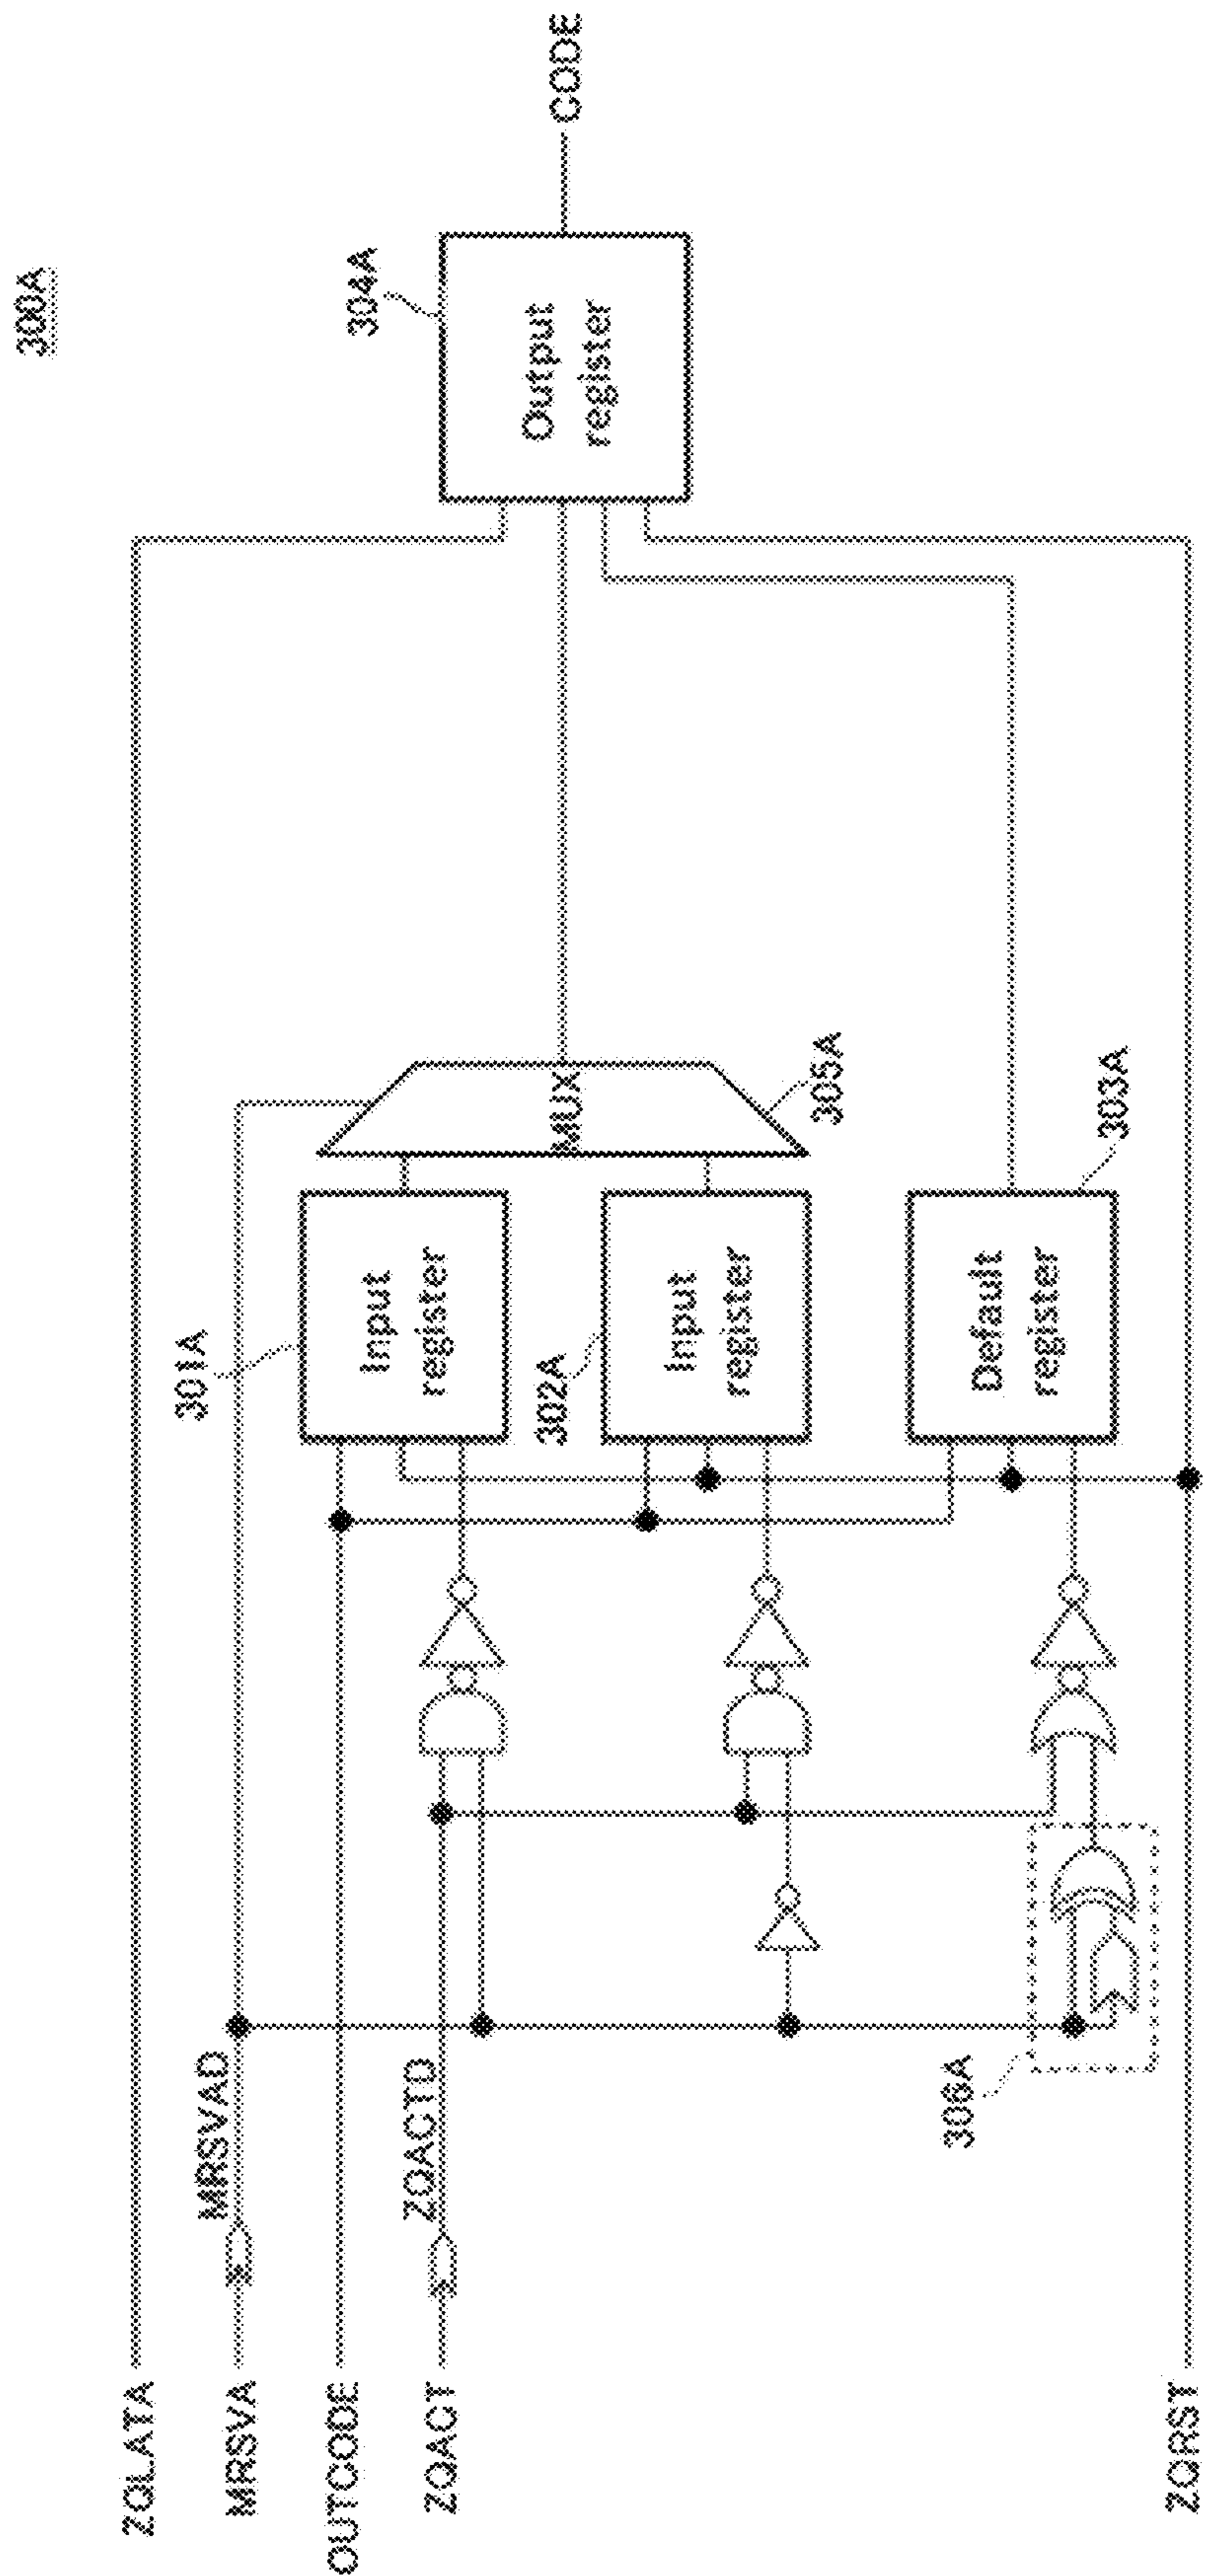 300A
ZQLATA
MRSVA
MRSVAD
OUTCODE
ZQACT
ZQACTD
ZQRST
301A
Input
register
302A
Input
register
303A
Default
register
MUX
305A
306A
304A
Output
register
CODE